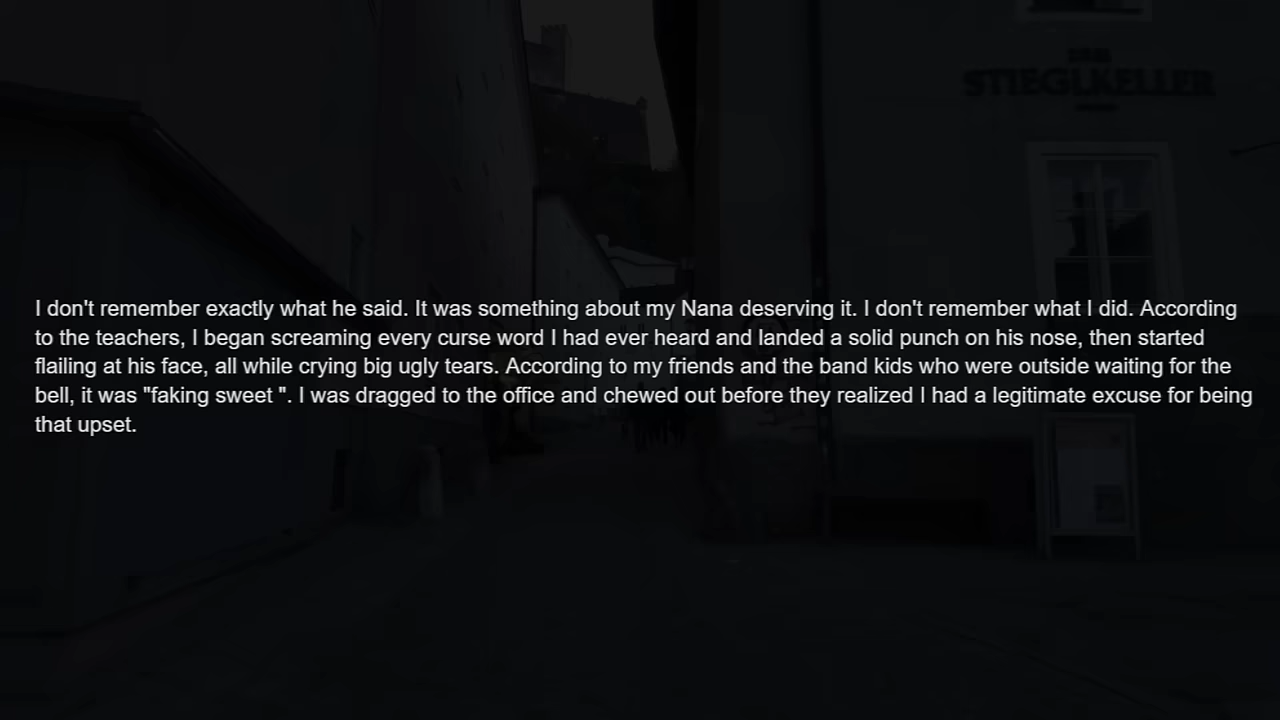 STIEGLKELLER
I don't remember exactly what he said. It was something about my Nana deserving it. I don't remember what I did. According
to the teachers, I began screaming every curse word I had ever heard and landed a solid punch on his nose, then started
flailing at his face, all while crying big ugly tears. According to my friends and the band kids who were outside waiting for the
bell, it was "faking sweet ". I was dragged to the office and chewed out before they realized I had a legitimate excuse for being
that upset.